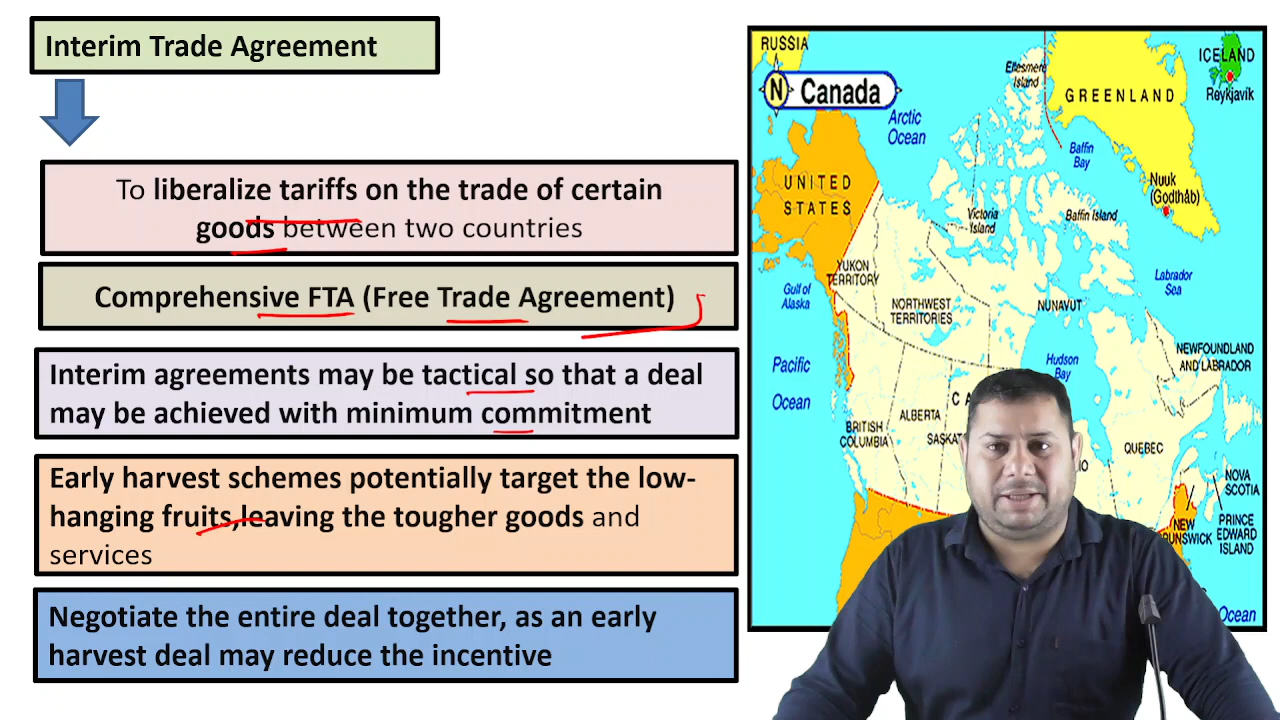 Interim Trade Agreement
To liberalize tariffs on the trade of certain
goods between two countries
Comprehensive FTA (Free Trade Agreement)
Interim agreements may be tactical so that a deal
may be achieved with minimum commitment
Early harvest schemes potentially target the low-
hanging fruits,leaving the tougher goods and
services
Negotiate the entire deal together, as an early
harvest deal may reduce the incentive
RUSSIA
N Canada
Arctic
Ocean
Ellesmere
Island
GREENLAND
ICELAND
Reykjavík
Baffin
Bay
Nuuk
(Godthåb)
UNITED
STATES
Victoria
Island
Baffin Island
YUKON
TERRITORY
Gulf of
Alaska
NORTHWEST
TERRITORIES
NUNAVUT
Labrador
Sea
Pacific
Ocean
Hudson
Bay
NEWFOUNDLAND
AND LABRADOR
C A
ALBERTA
BRITISH
COLUMBIA
SASKAT
IO
QUEBEC
NOVA
SCOTIA
NEW
RUNSWICK
PRINCE
EDWARD
ISLAND
Ocean